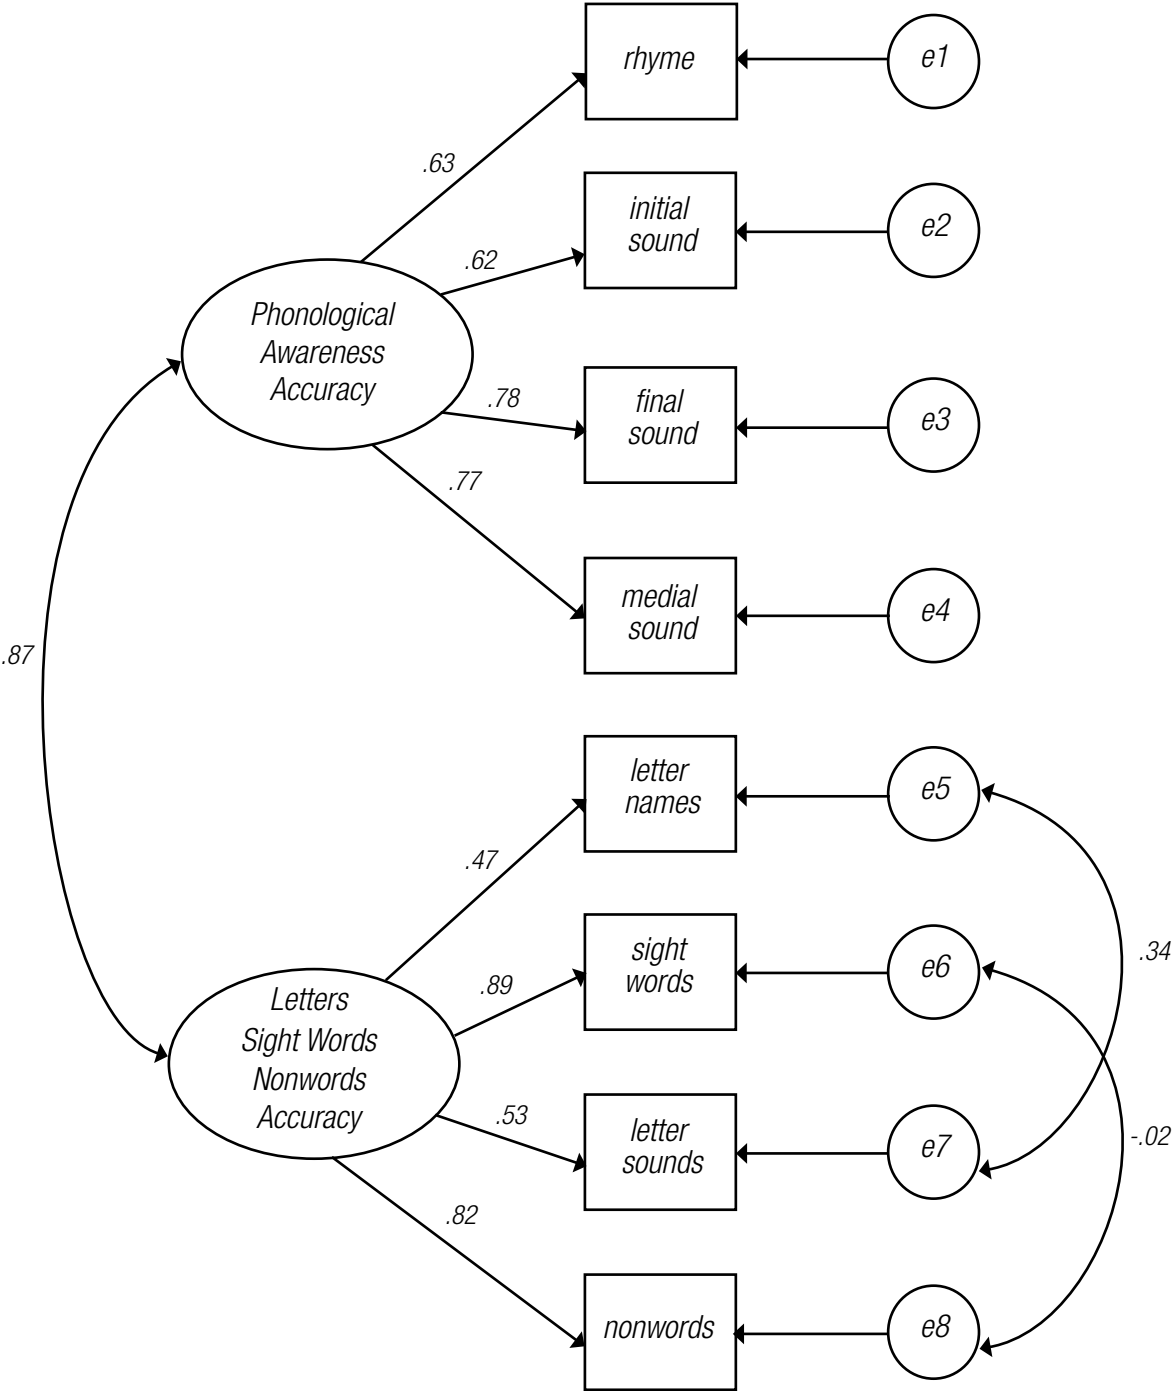 rhyme
e1
.63
initial
sound
e2
.62
Phonological
Awareness
Accuracy
final
sound
e3
.78
.77
medial
sound
e4
.87
letter
names
e5
.47
.34
sight
words
e6
.89
Letters
Sight Words
Nonwords
Accuracy
letter
sounds
e7
.53
-.02
.82
nonwords
e8